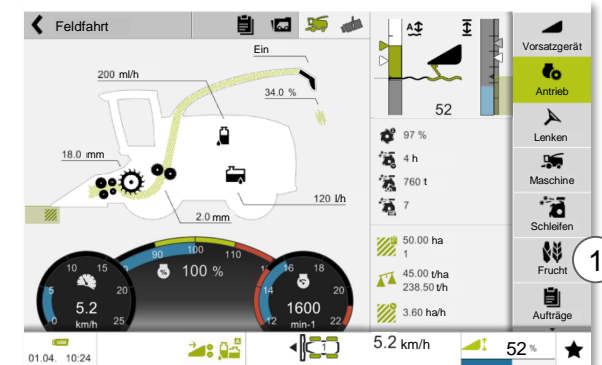 Feldfahrt
Ein
200 ml/h
34.0 %
18.0 mm
2.0 mm
120 l/h
52
97 %
4 h
760 t
7
50.00 ha
1
45.00 t/ha
238.50 t/h
3.60 ha/h
90 100 110
100 %
0 5 10 15 20 25
5.2
km/h
12 16 18 20 22
1600
min-1
Vorsatzgerät
Antrieb
Lenken
Maschine
Schleifen
Frucht
1
Aufträge
01.04. 10:24
1
5.2 km/h
52 %